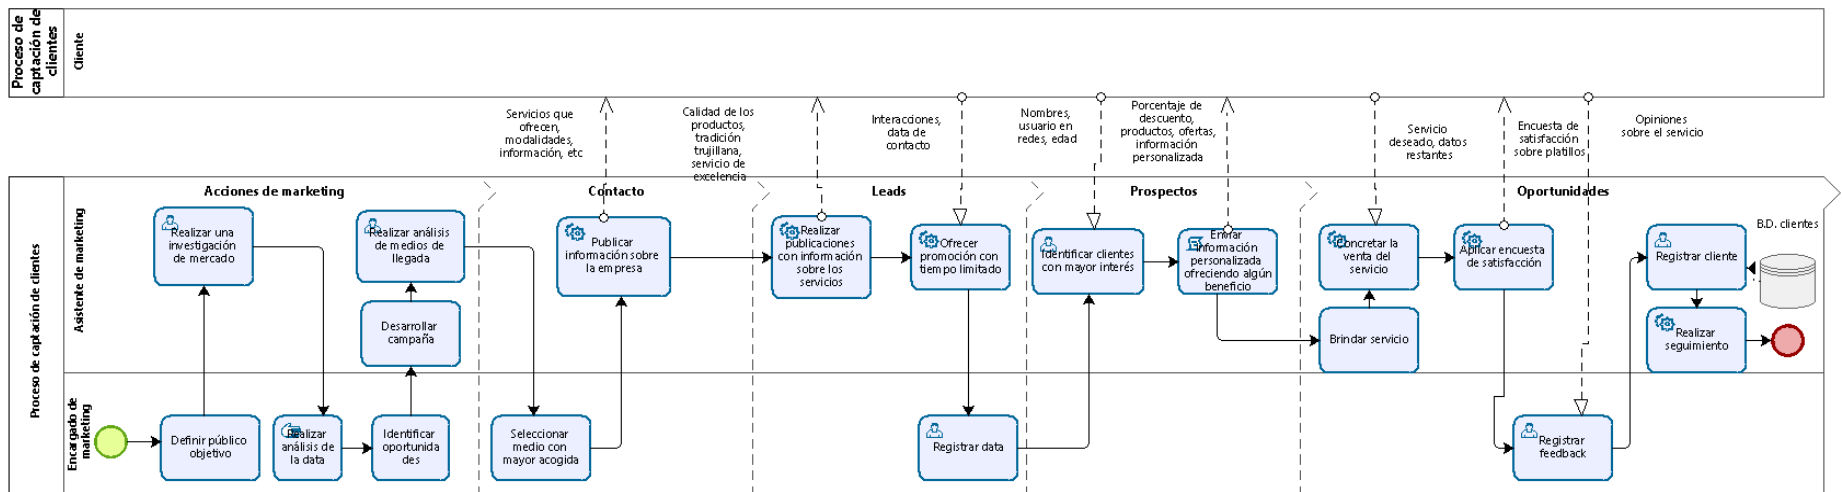 Proceso de
captación de
clientes
Cliente
Servicios que
ofrecen,
modalidades,
información, etc
Calidad de los
productos,
tradición
trujillana,
servicio de
excelencia
Interacciones,
data de
contacto
Nombres,
usuario en
redes, edad
Porcentaje de
descuento,
productos, ofertas,
información
personalizada
Servicio
deseado, datos
restantes
Encuesta de
satisfacción
sobre platillos
Opiniones
sobre el servicio
Proceso de captación de clientes
Acciones de marketing
Contacto
Leads
Prospectos
Oportunidades
Asistente de marketing
Realizar una
investigación
de mercado
Realizar análisis
de medios de
llegada
Desarrollar
campaña
Publicar
información sobre
la empresa
Realizar
publicaciones
con información
sobre los
servicios
Ofrecer
promoción con
tiempo limitado
Identificar clientes
con mayor interés
Enviar
información
personalizada
ofreciendo algún
beneficio
Concretar la
venta del
servicio
Brindar servicio
Aplicar encuesta
de satisfacción
Registrar cliente
B.D. clientes
Realizar
seguimiento
Encargado de
marketing
Definir público
objetivo
Realizar
análisis de
la data
Identificar
oportunida
des
Seleccionar
medio con
mayor acogida
Registrar data
Registrar
feedback